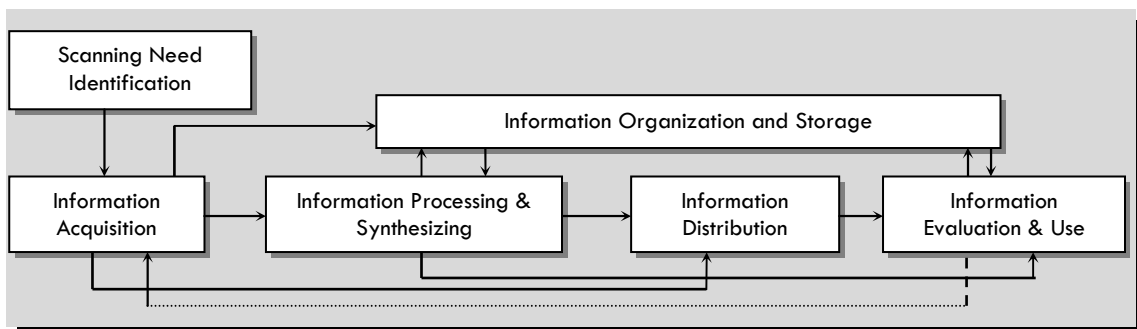 Scanning Need
Identification
Information Organization and Storage
Information
Acquisition
Information Processing &
Synthesizing
Information
Distribution
Information
Evaluation & Use